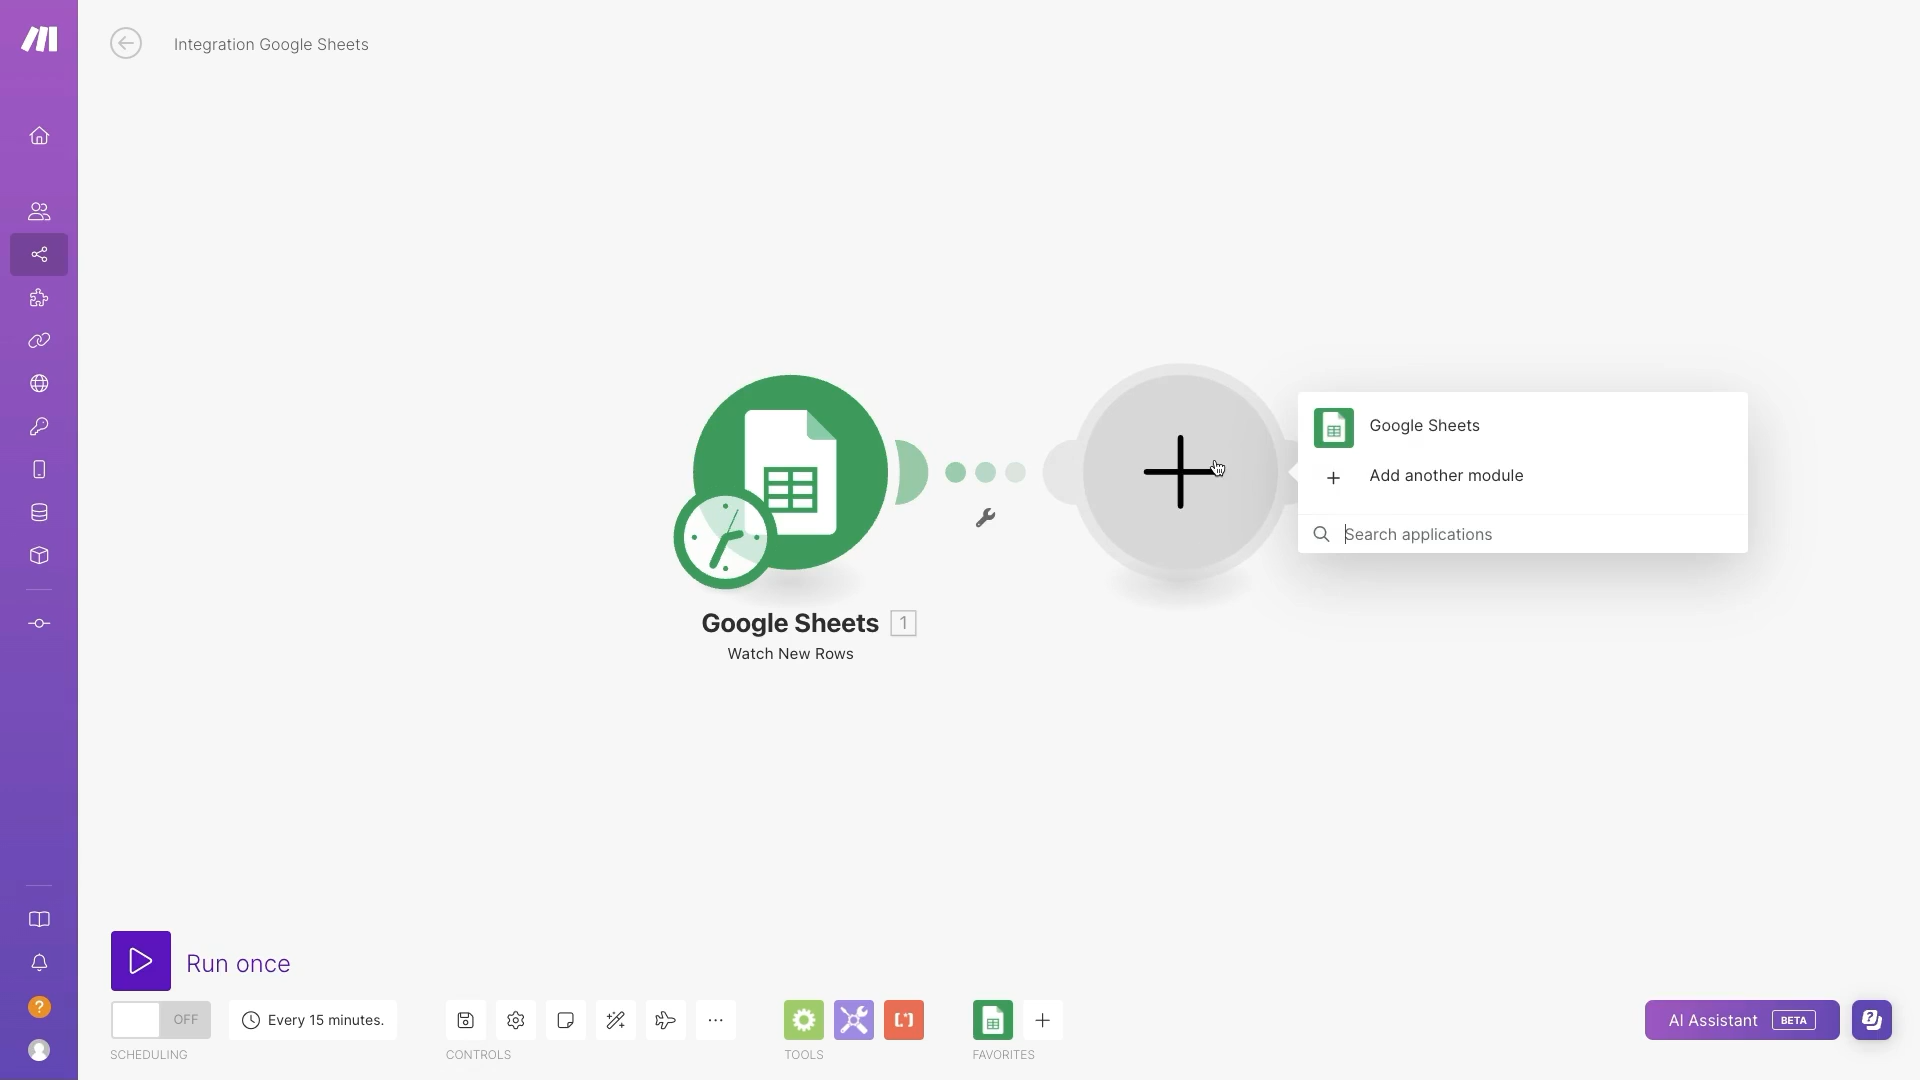 Integration Google Sheets
Google Sheets
Add another module
Search applications
Google Sheets 1
Watch New Rows
Run once
OFF
Every 15 minutes.
[·]
AI Assistant BETA
?
?
SCHEDULING
CONTROLS
TOOLS
FAVORITES